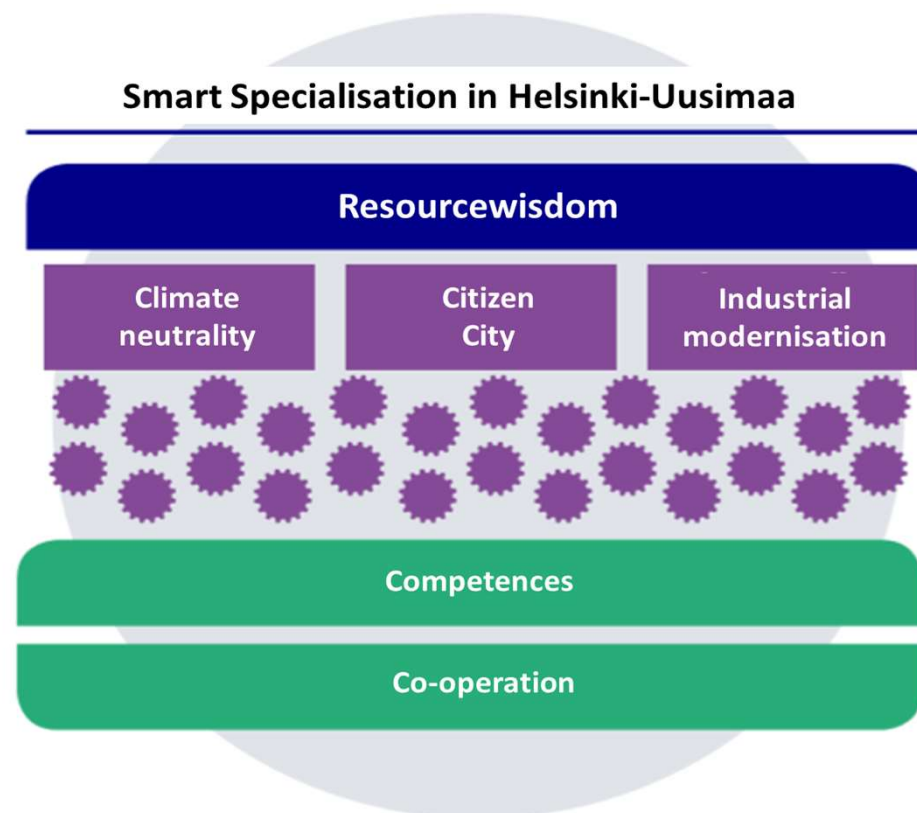 Smart Specialisation in Helsinki-Uusimaa
Resourcewisdom
Climate
neutrality
Citizen
City
Industrial
modernisation
Competences
Co-operation